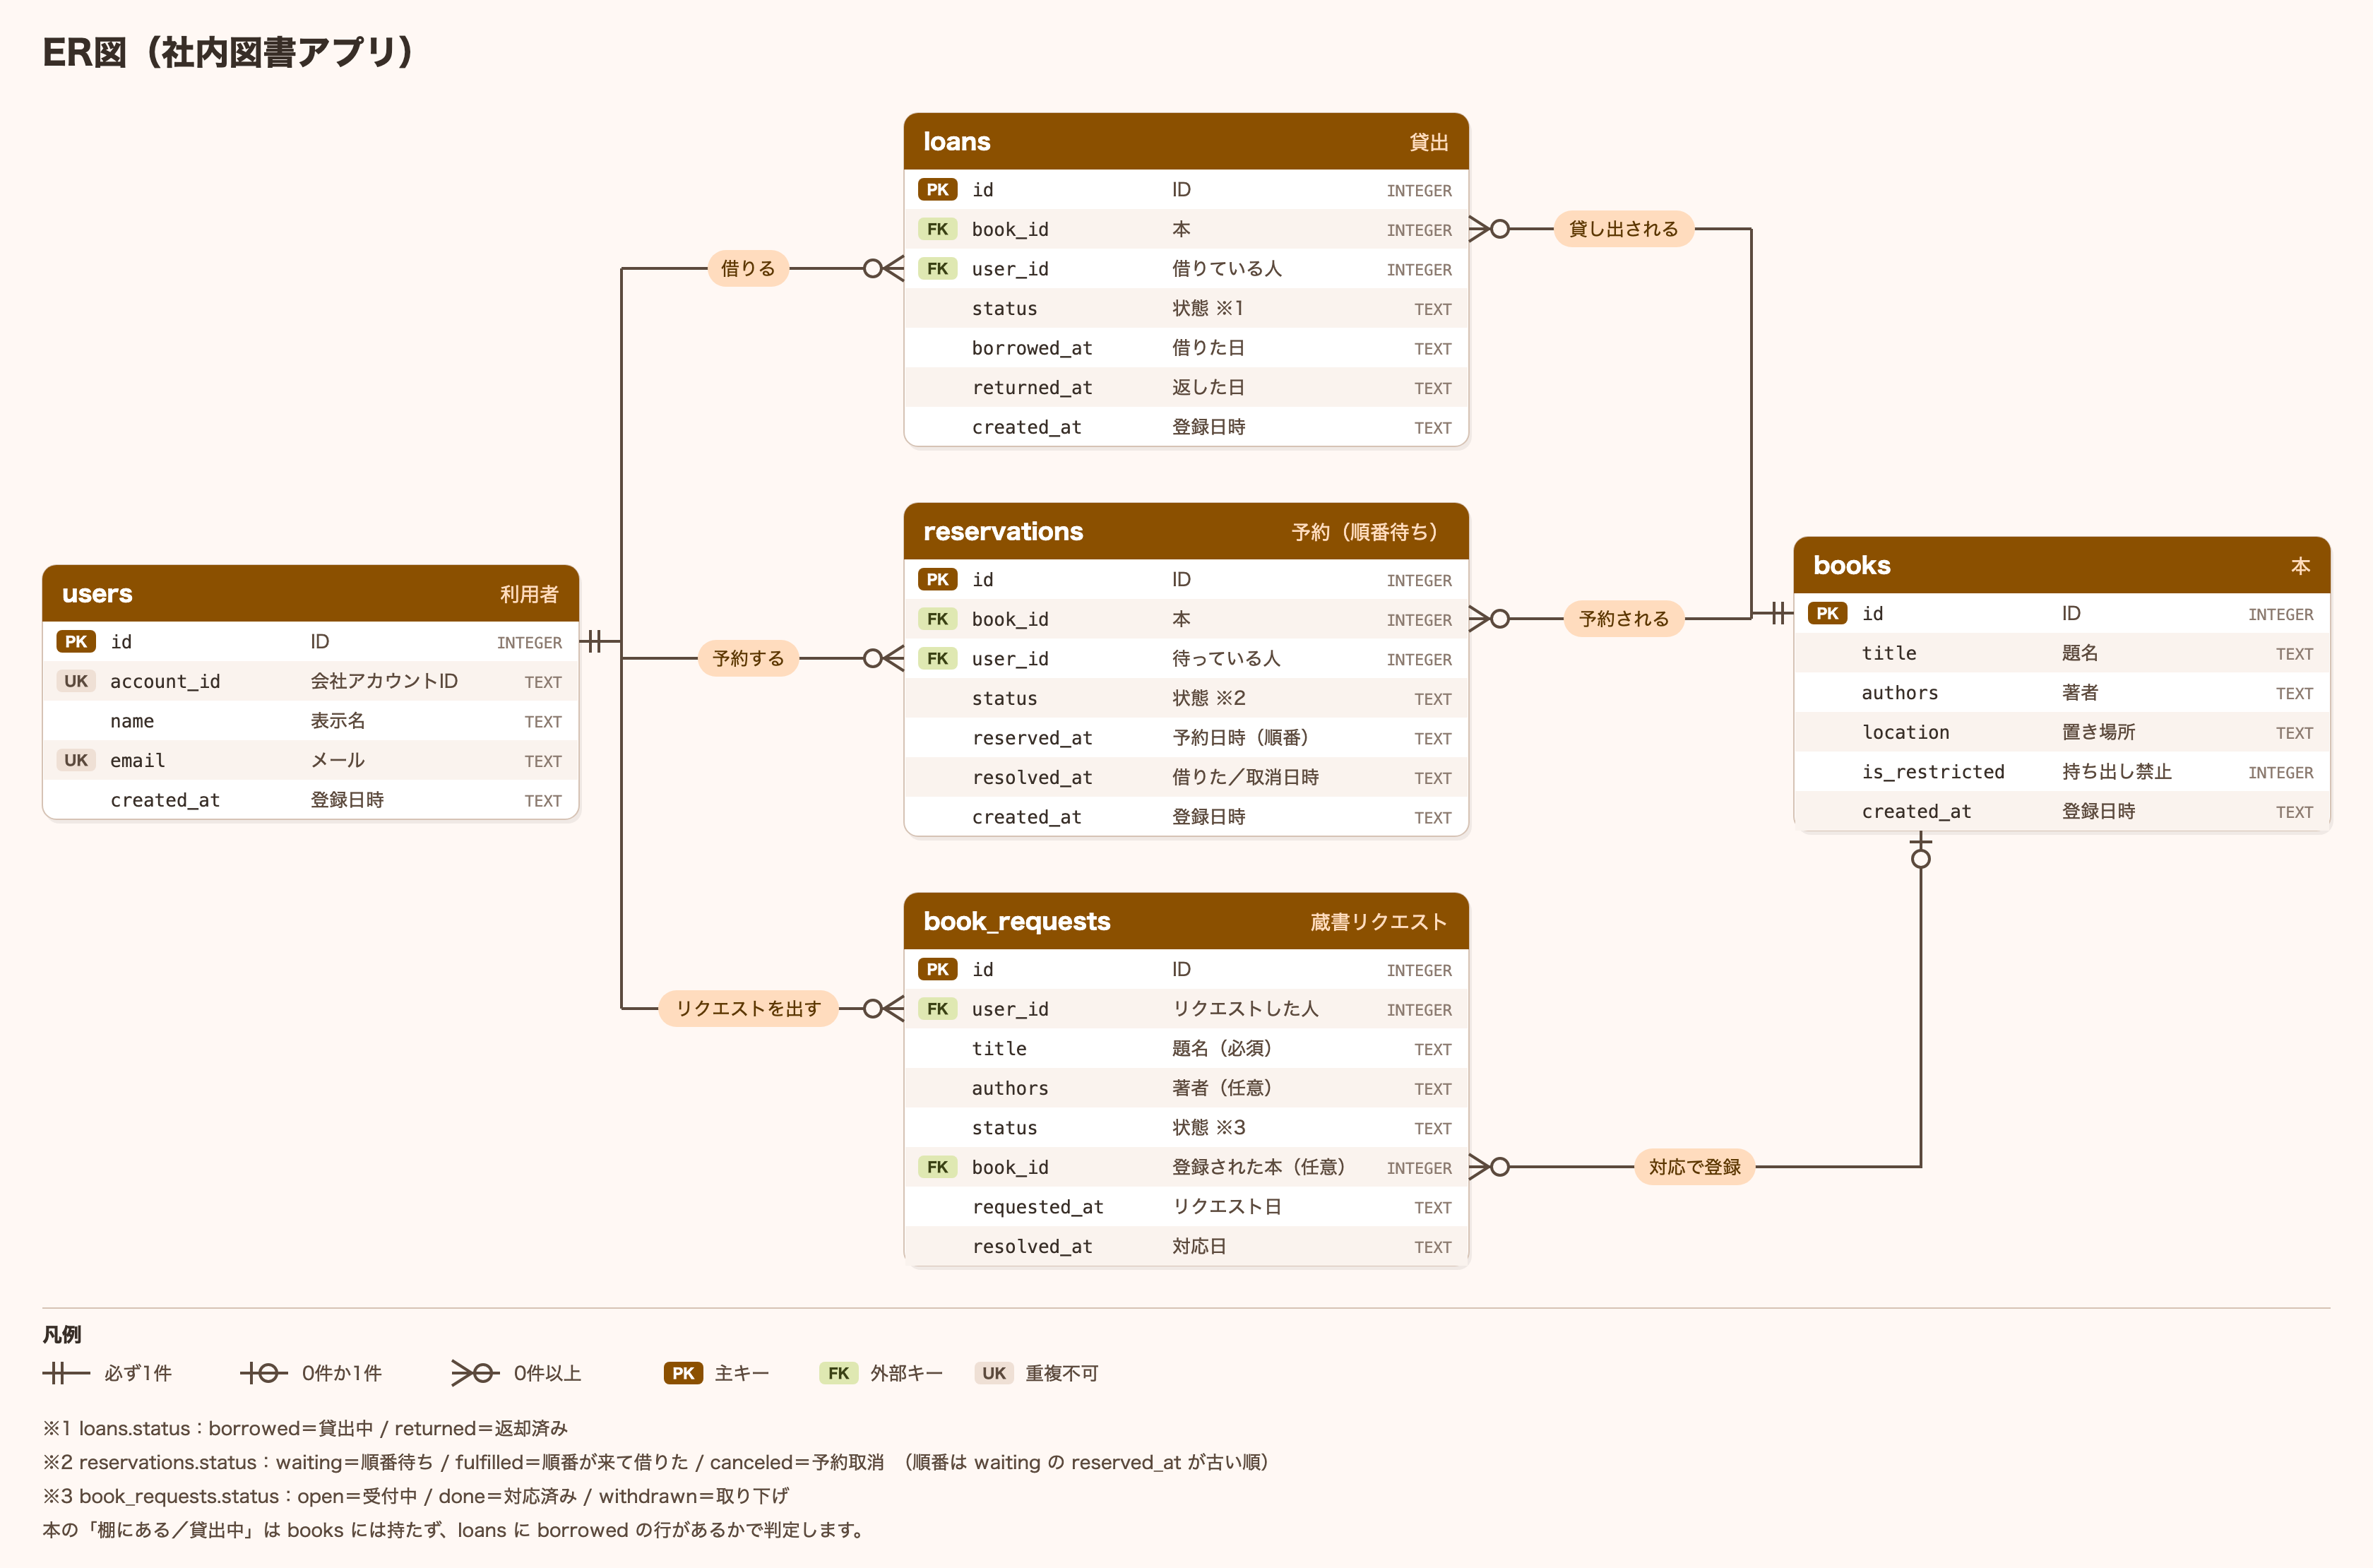 ER図（社内図書アプリ）
loans 貸出
PK id ID INTEGER
FK book_id 本 INTEGER
FK user_id 借りている人 INTEGER
status 状態 ※1 TEXT
borrowed_at 借りた日 TEXT
returned_at 返した日 TEXT
created_at 登録日時 TEXT
借りる
貸し出される
reservations 予約（順番待ち）
PK id ID INTEGER
FK book_id 本 INTEGER
FK user_id 待っている人 INTEGER
status 状態 ※2 TEXT
reserved_at 予約日時（順番） TEXT
resolved_at 借りた／取消日時 TEXT
created_at 登録日時 TEXT
予約する
予約される
users 利用者
PK id ID INTEGER
UK account_id 会社アカウントID TEXT
name 表示名 TEXT
UK email メール TEXT
created_at 登録日時 TEXT
books 本
PK id ID INTEGER
title 題名 TEXT
authors 著者 TEXT
location 置き場所 TEXT
is_restricted 持ち出し禁止 INTEGER
created_at 登録日時 TEXT
book_requests 蔵書リクエスト
PK id ID INTEGER
FK user_id リクエストした人 INTEGER
title 題名（必須） TEXT
authors 著者（任意） TEXT
status 状態 ※3 TEXT
FK book_id 登録された本（任意） INTEGER
requested_at リクエスト日 TEXT
resolved_at 対応日 TEXT
リクエストを出す
対応で登録
凡例
必ず1件 0件か1件 0件以上 PK 主キー FK 外部キー UK 重複不可
※1 loans.status：borrowed＝貸出中 / returned＝返却済み
※2 reservations.status：waiting＝順番待ち / fulfilled＝順番が来て借りた / canceled＝予約取消 （順番は waiting の reserved_at が古い順）
※3 book_requests.status：open＝受付中 / done＝対応済み / withdrawn＝取り下げ
本の「棚にある／貸出中」は books には持たず、loans に borrowed の行があるかで判定します。